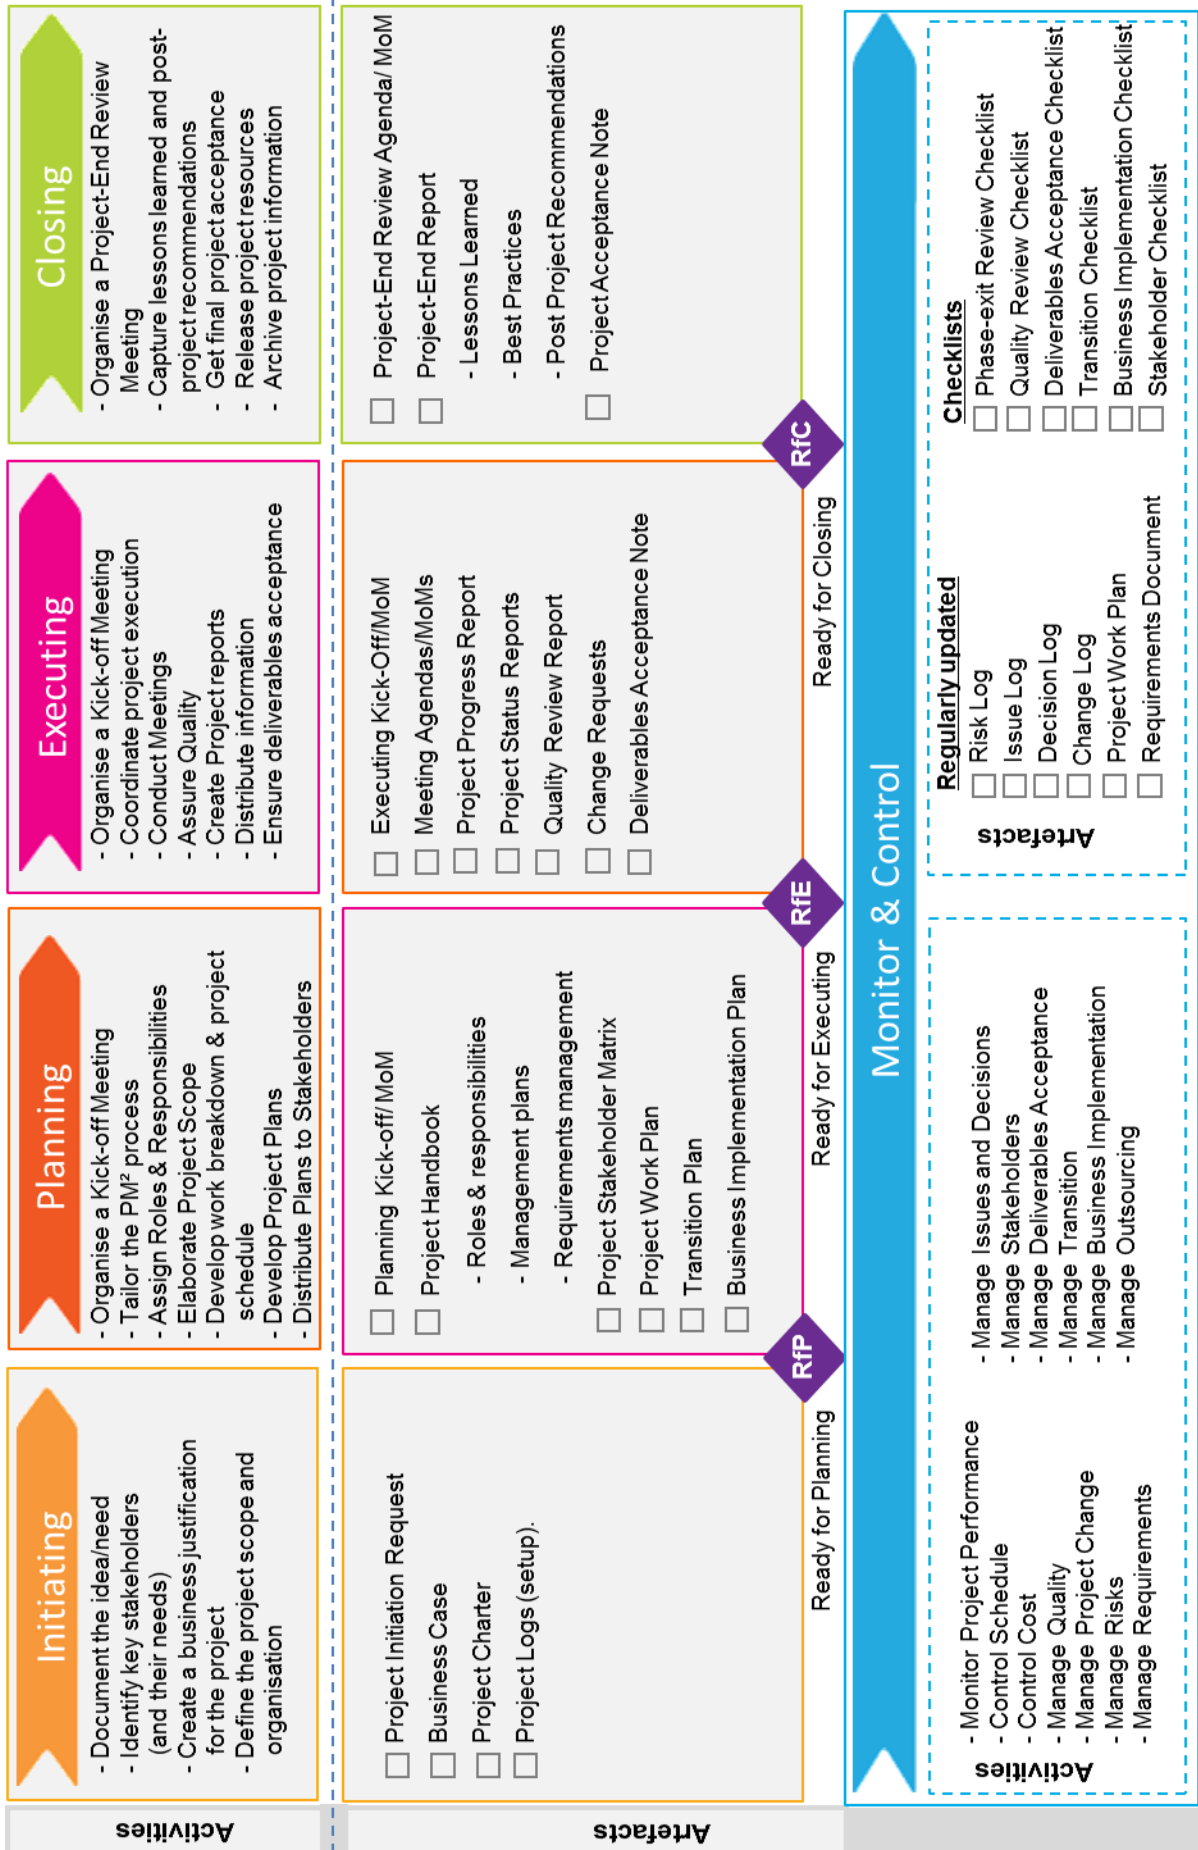 Activities
Initiating
- Document the idea/need
- Identify key stakeholders
(and their needs)
- Create a business justification
for the project
- Define the project scope and
organisation
Planning
- Organise a Kick-off Meeting
- Tailor the PM² process
- Assign Roles & Responsibilities
- Elaborate Project Scope
- Develop work breakdown & project
schedule
- Develop Project Plans
- Distribute Plans to Stakeholders
Executing
- Organise a Kick-off Meeting
- Coordinate project execution
- Conduct Meetings
- Assure Quality
- Create Project reports
- Distribute information
- Ensure deliverables acceptance
Closing
- Organise a Project-End Review
Meeting
- Capture lessons learned and post-
project recommendations
- Get final project acceptance
- Release project resources
- Archive project information
Artefacts
Project Initiation Request
Business Case
Project Charter
Project Logs (setup).
Planning Kick-off/ MoM
Project Handbook
- Roles & responsibilities
- Management plans
- Requirements management
Project Stakeholder Matrix
Project Work Plan
Transition Plan
Business Implementation Plan
Executing Kick-Off/MoM
Meeting Agendas/MoMs
Project Progress Report
Project Status Reports
Quality Review Report
Change Requests
Deliverables Acceptance Note
Project-End Review Agenda/ MoM
Project-End Report
- Lessons Learned
- Best Practices
- Post Project Recommendations
Project Acceptance Note
RfP
RfE
RfC
Ready for Planning
Ready for Executing
Ready for Closing
Monitor & Control
Activities
- Monitor Project Performance
- Control Schedule
- Control Cost
- Manage Quality
- Manage Project Change
- Manage Risks
- Manage Requirements
- Manage Issues and Decisions
- Manage Stakeholders
- Manage Deliverables Acceptance
- Manage Transition
- Manage Business Implementation
- Manage Outsourcing
Artefacts
Regularly updated
Risk Log
Issue Log
Decision Log
Change Log
Project Work Plan
Requirements Document
Checklists
Phase-exit Review Checklist
Quality Review Checklist
Deliverables Acceptance Checklist
Transition Checklist
Business Implementation Checklist
Stakeholder Checklist